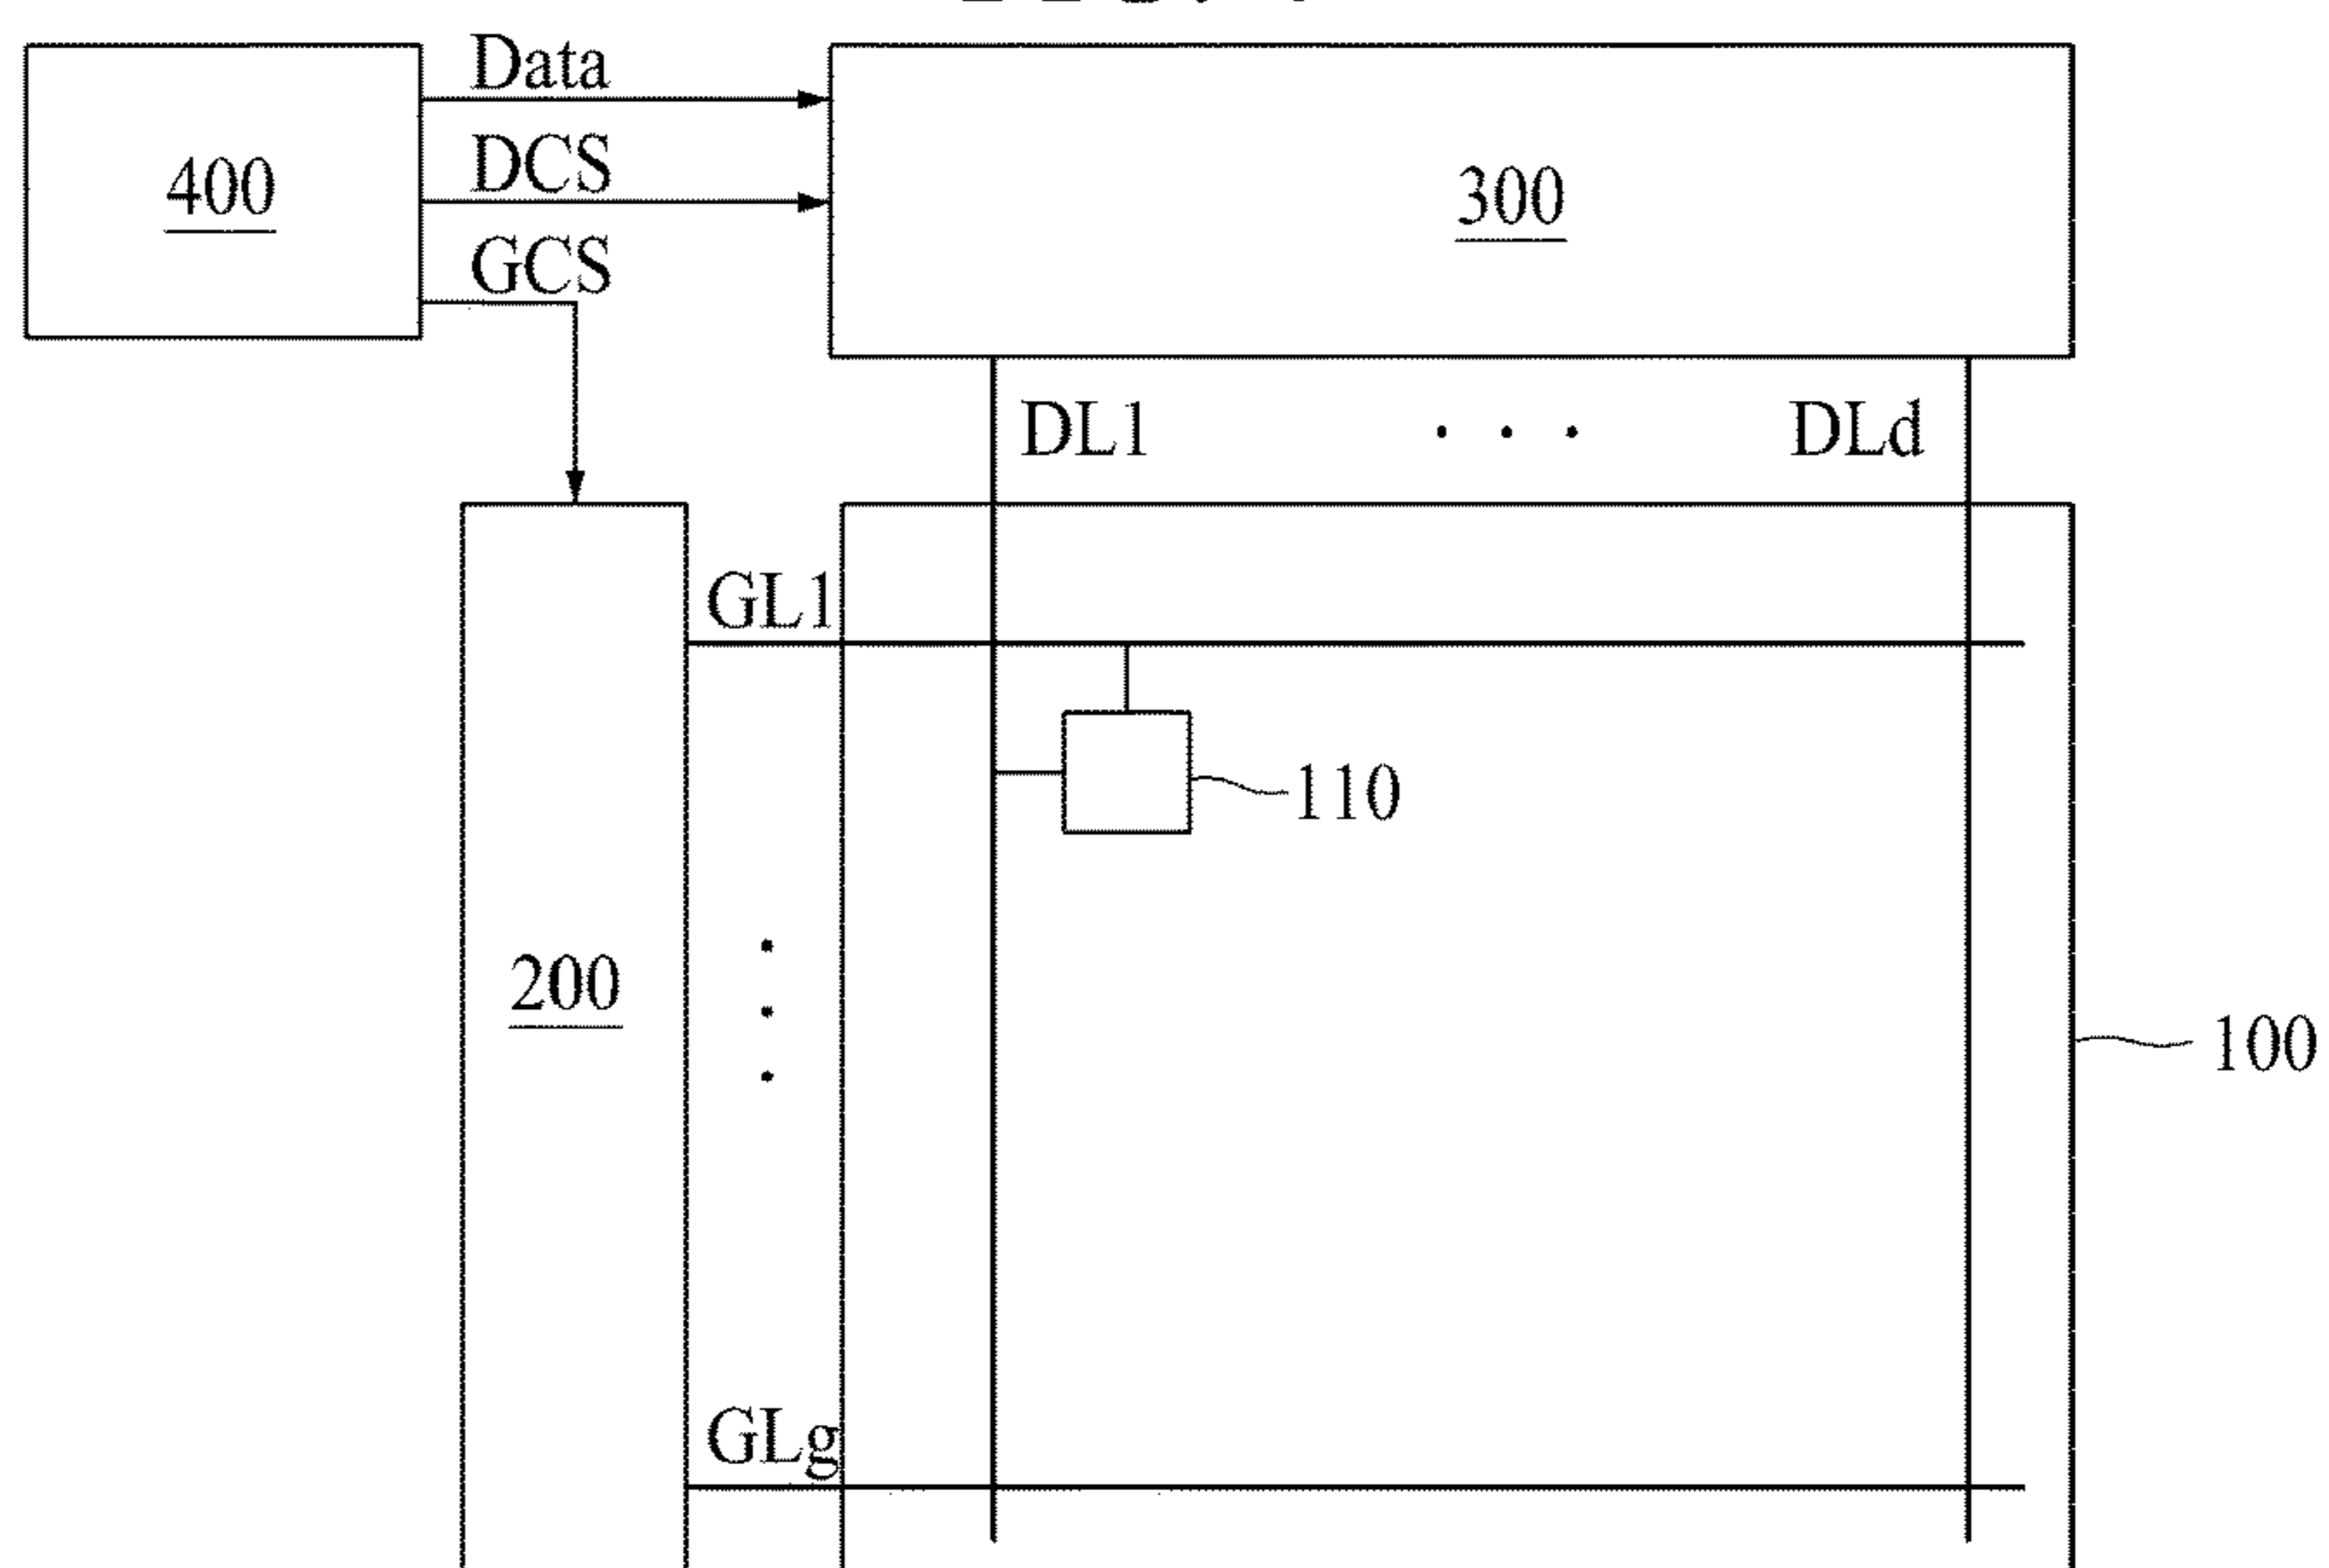 Data
DCS
GCS
400
300
DL1 . . . DLd
GL1
110
200
100
GLg